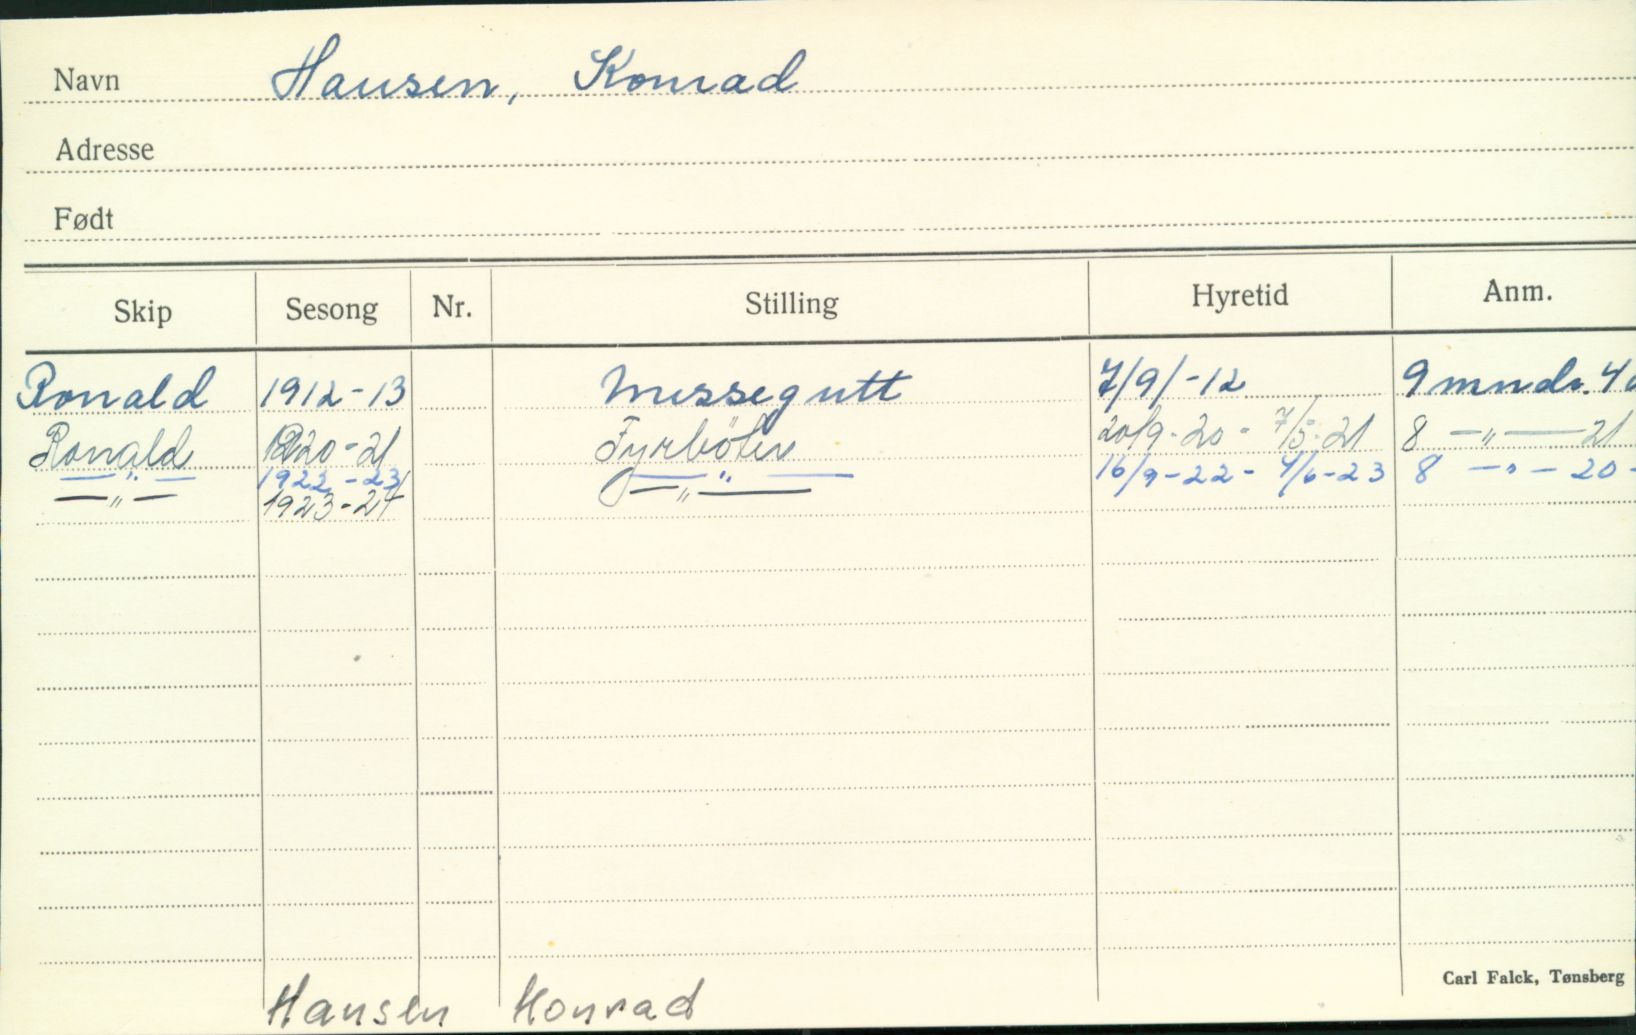 Navn Hansen, Konrad
Adresse
Født
Skip Sesong Nr. Stilling Hyretid Anm.
Ronald 1912-13 Messegutt 7/9/-12 9 mndr. 4
Ronald 1920-21 Fyrbøter 20/9-20 - 7/5-21 8 —〃— 21
—〃— 1922-23 —〃— 16/9-22 - 4/6-23 8 —〃— 20
—〃— 1923-24 —〃—
Carl Falck, Tønsberg
Hansen Konrad